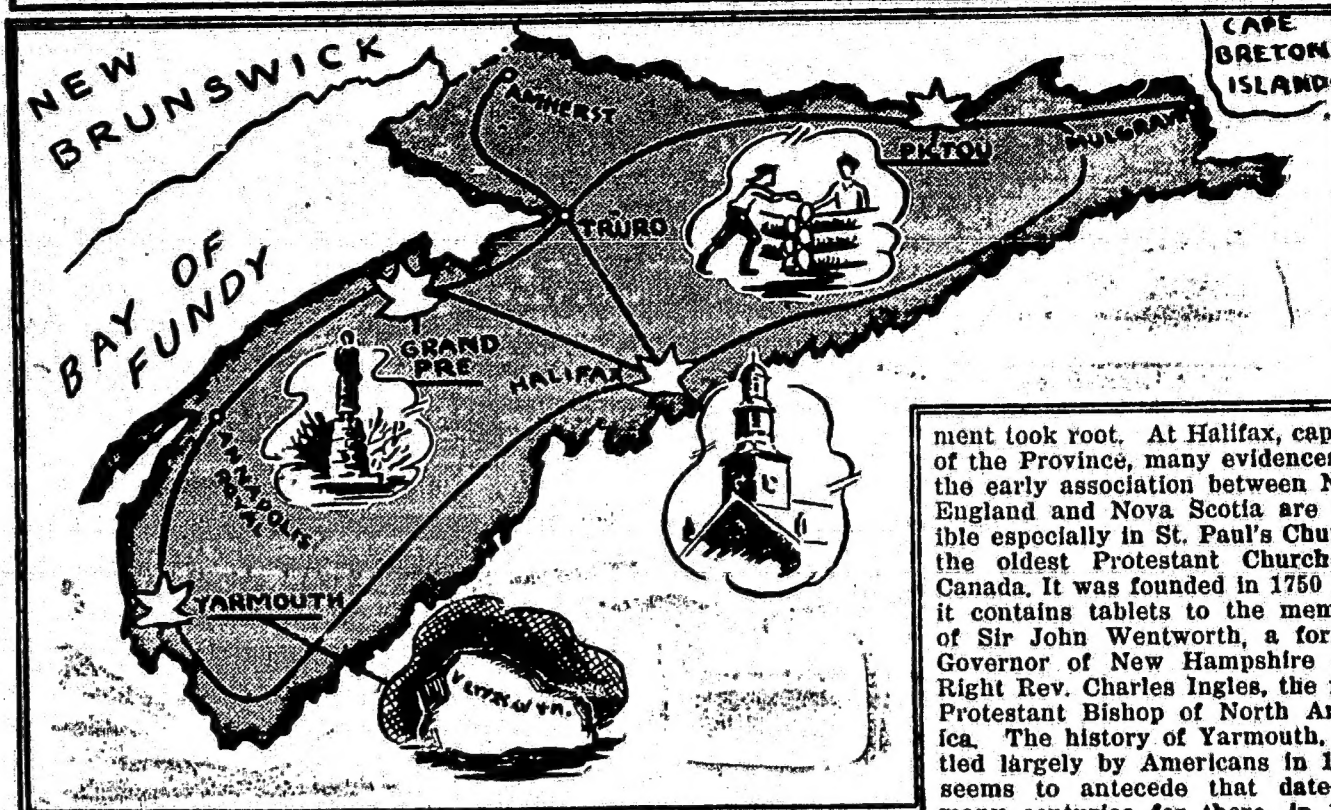 NEW
BRUNSWICK
CAPE
BRETON
ISLAND
AMHERST
MULGRAVE
PICTOU
TRURO
BAY OF
FUNDY
GRAND
PRE
HALIFAX
ANNAPOLIS
ROYAL
YARMOUTH
ment took root. At Halifax, cap
of the Province, many evidences
the early association between N
England and Nova Scotia are
ible especially in St. Paul's Chu
the oldest Protestant Church
Canada. It was founded in 1750
it contains tablets to the mem
of Sir John Wentworth, a for
Governor of New Hampshire
Right Rev. Charles Ingles, the
Protestant Bishop of North Am
ica. The history of Yarmouth,
tled largely by Americans in 1
seems to antecede that date
many centuries for there in